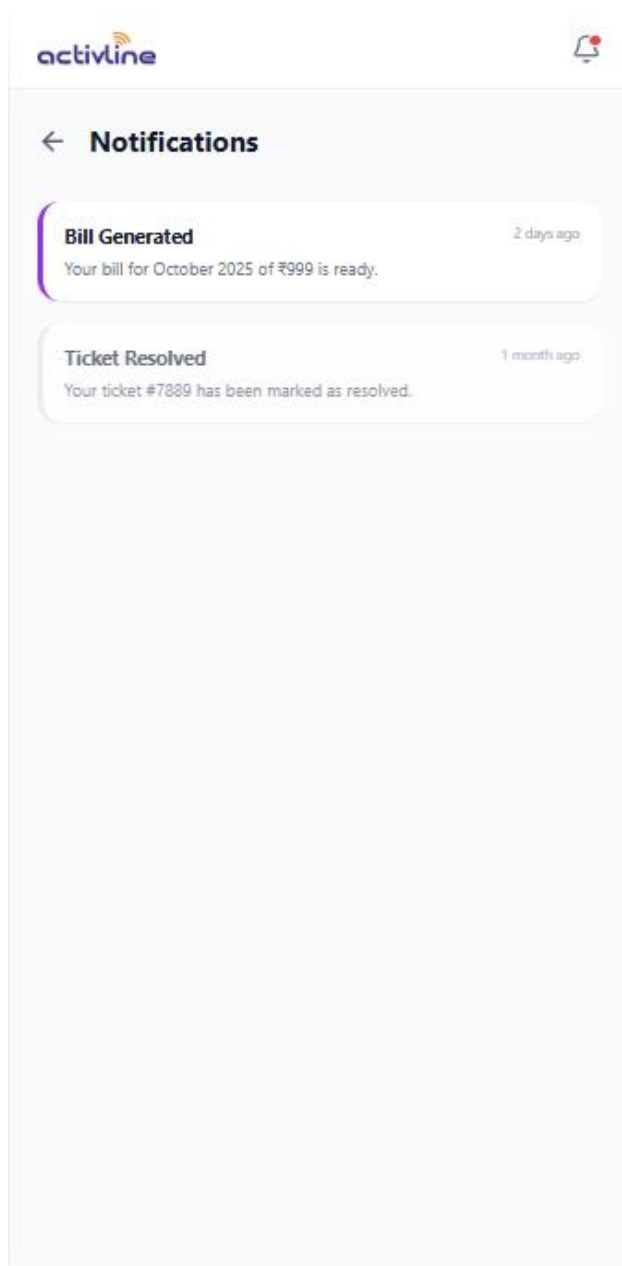 activline
Notifications
Bill Generated
2 days ago
Your bill for October 2025 of ₹999 is ready.
Ticket Resolved
1 month ago
Your ticket #7889 has been marked as resolved.